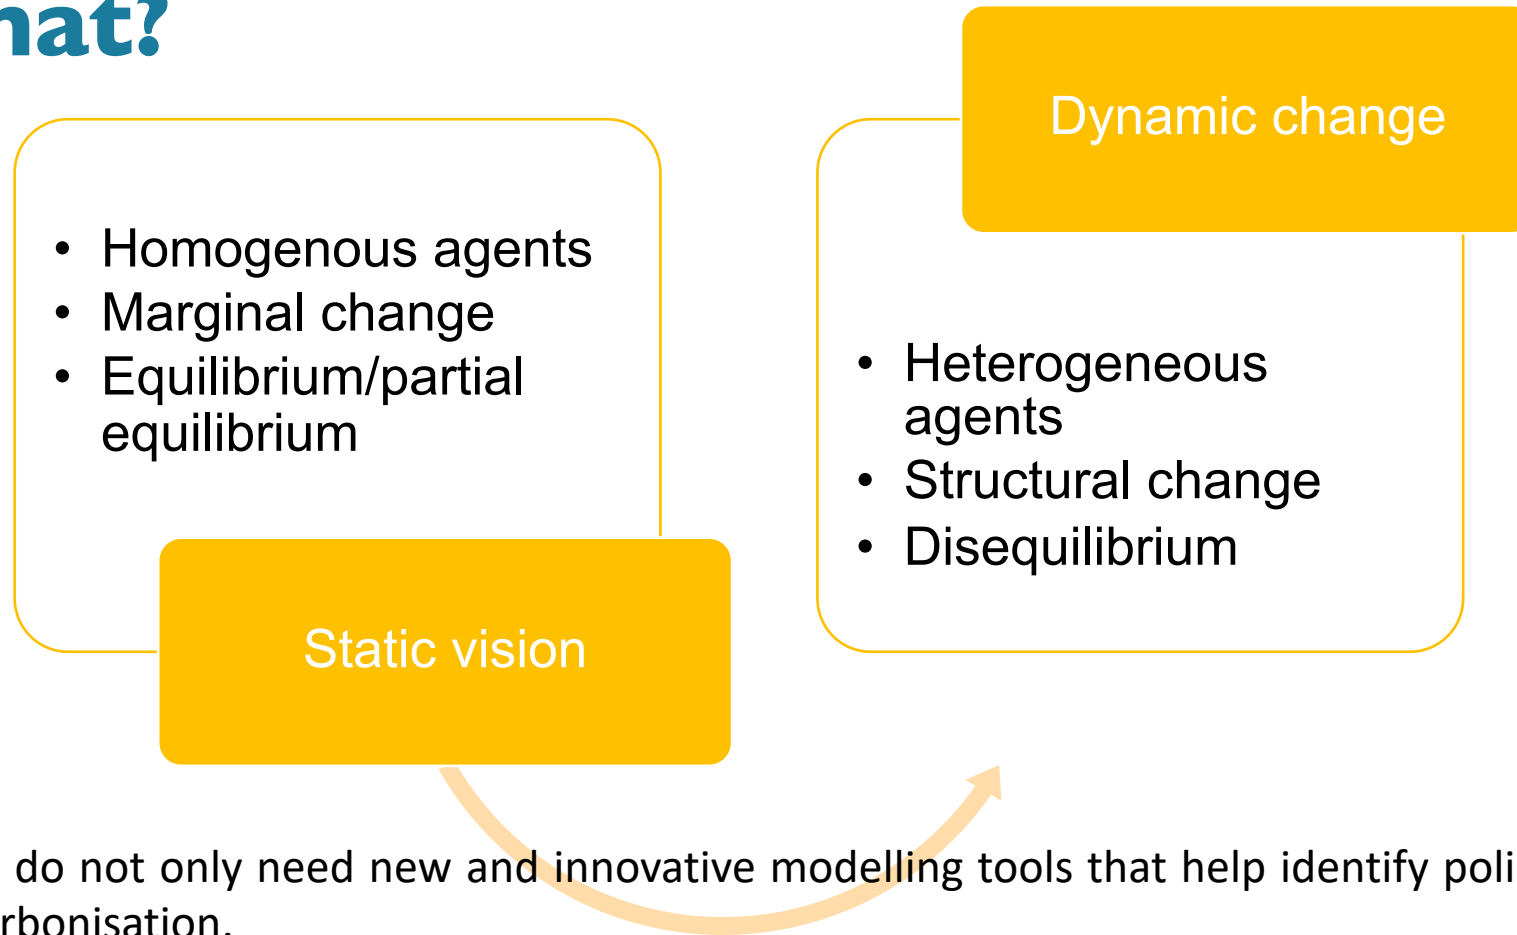 hat?
Dynamic change
• Homogenous agents
• Marginal change
• Equilibrium/partial
equilibrium
• Heterogeneous
agents
• Structural change
• Disequilibrium
Static vision
do not only need new and innovative modelling tools that help identify poli
rbonisation.